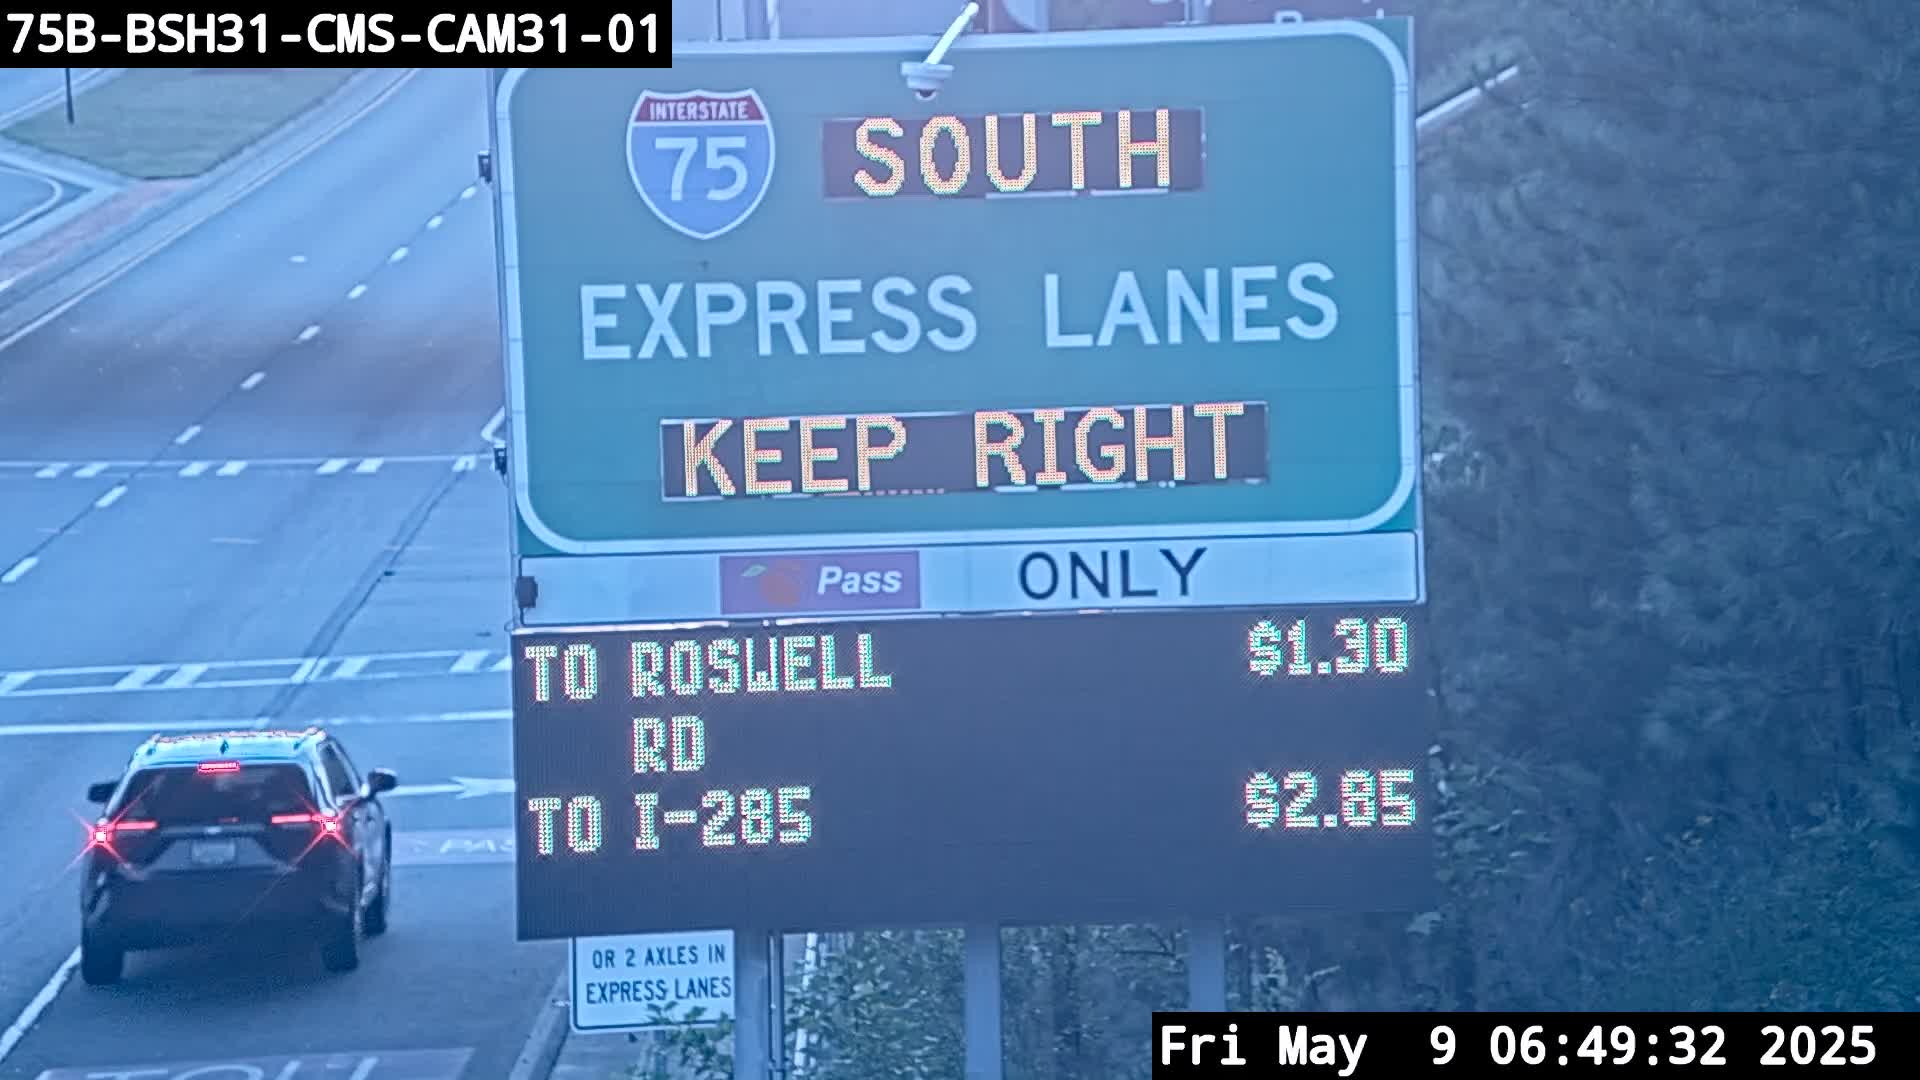 75B-BSH31-CMS-CAM31-01
INTERSTATE
75
SOUTH
EXPRESS LANES
KEEP RIGHT
Pass ONLY
TO ROSWELL $1.30
RD
TO I-285 $2.85
OR 2 AXLES IN
EXPRESS LANES
Fri May 9 06:49:32 2025